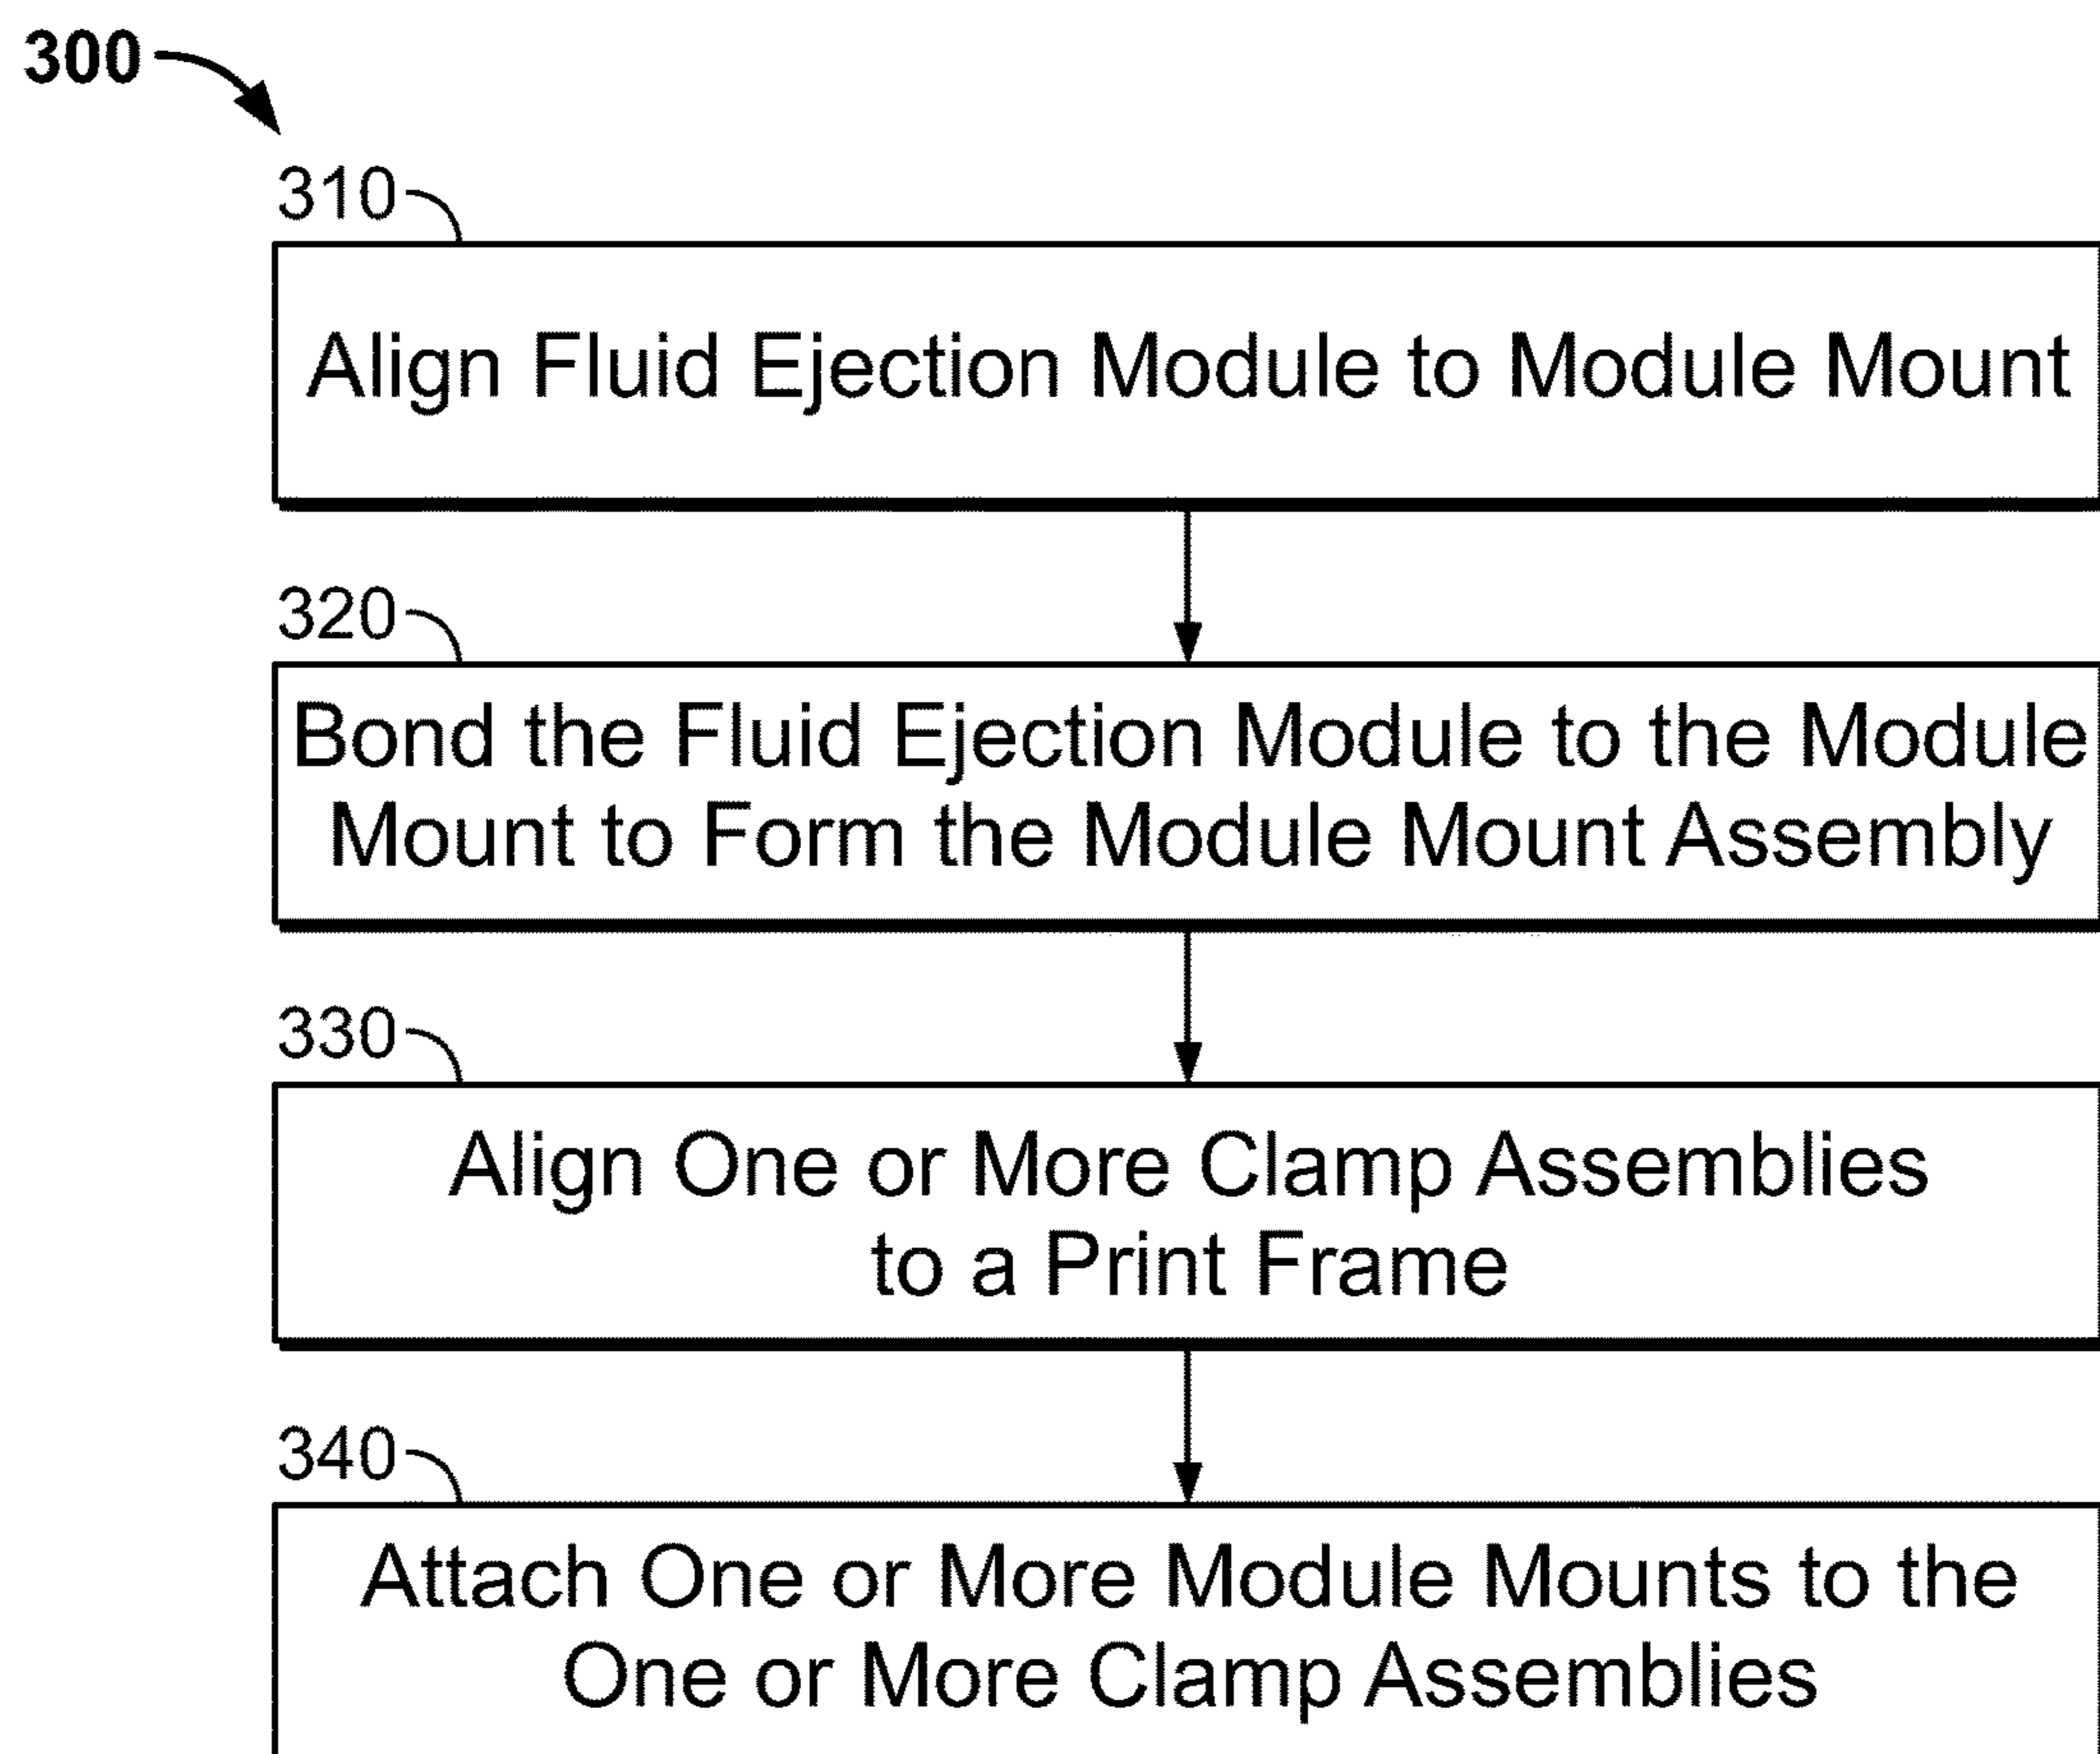 300
310
Align Fluid Ejection Module to Module Mount
320
Bond the Fluid Ejection Module to the Module
Mount to Form the Module Mount Assembly
330
Align One or More Clamp Assemblies
to a Print Frame
340
Attach One or More Module Mounts to the
One or More Clamp Assemblies